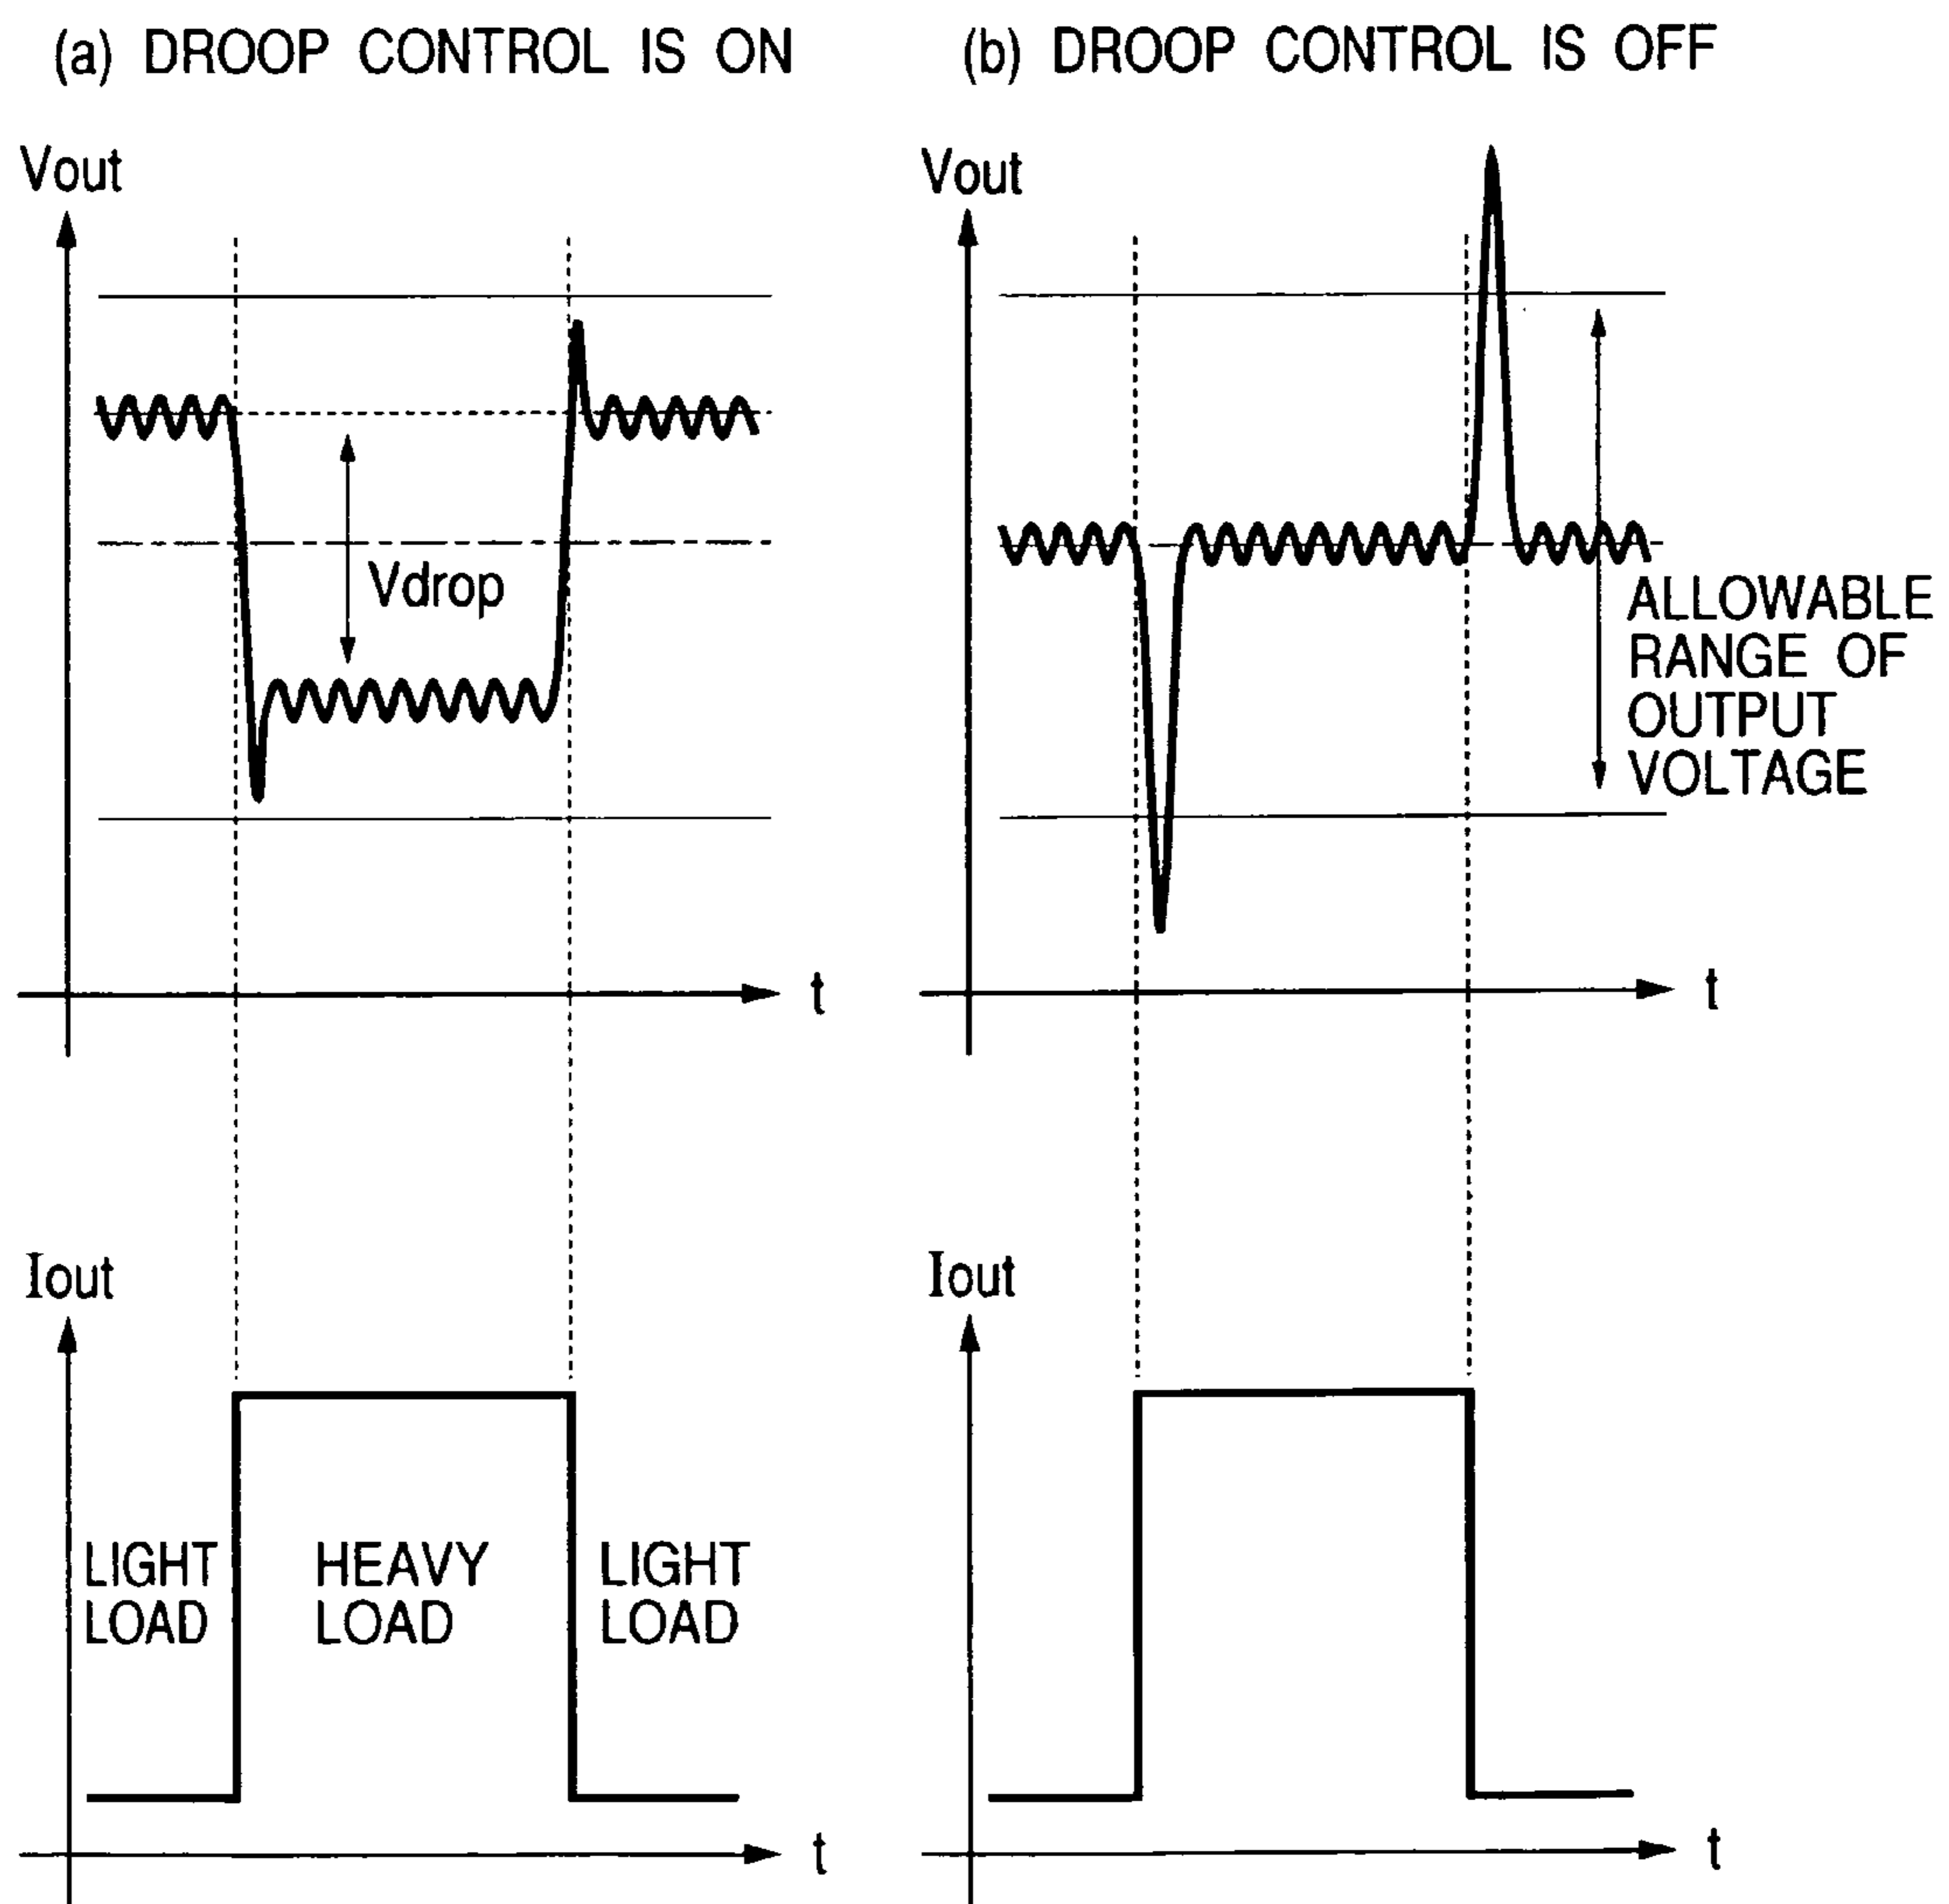 (a) DROOP CONTROL IS ON
(b) DROOP CONTROL IS OFF
Vout
Vdrop
t
Vout
ALLOWABLE
RANGE OF
OUTPUT
VOLTAGE
t
Iout
LIGHT
LOAD
HEAVY
LOAD
LIGHT
LOAD
t
Iout
t